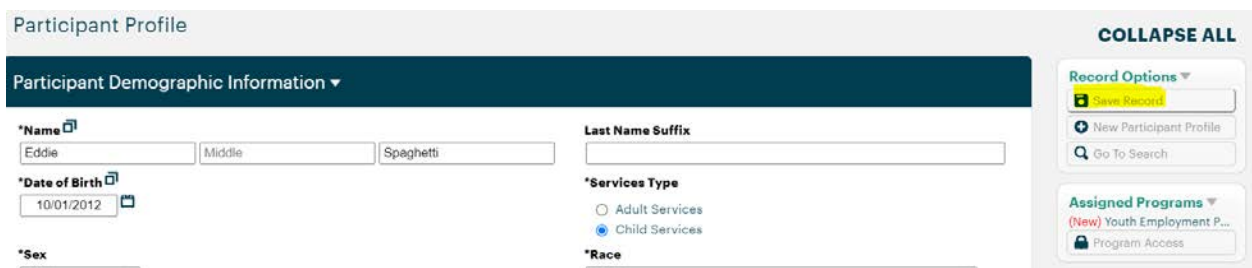 Participant Profile
COLLAPSE ALL
Participant Demographic Information
*Name
Last Name Suffix
Eddie Middle Spaghetti
*Date of Birth
*Services Type
10/01/2012
Adult Services
Child Services
*Sex
*Race
Record Options
Save Record
New Participant Profile
Go To Search
Assigned Programs
(New) Youth Employment P...
Program Access